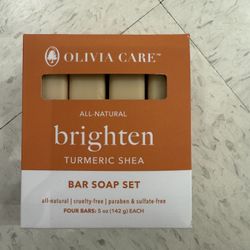 OLIVIA CARE™
ALL-NATURAL
brighten
TURMERIC SHEA
BAR SOAP SET
all-natural | cruelty-free | paraben & sulfate-free
FOUR BARS: 5 oz (142 g) EACH